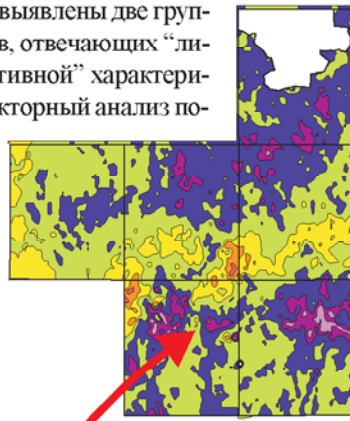 выявлены две груп-
в, отвечающих “ли-
тивной” характери-
кторный анализ по-